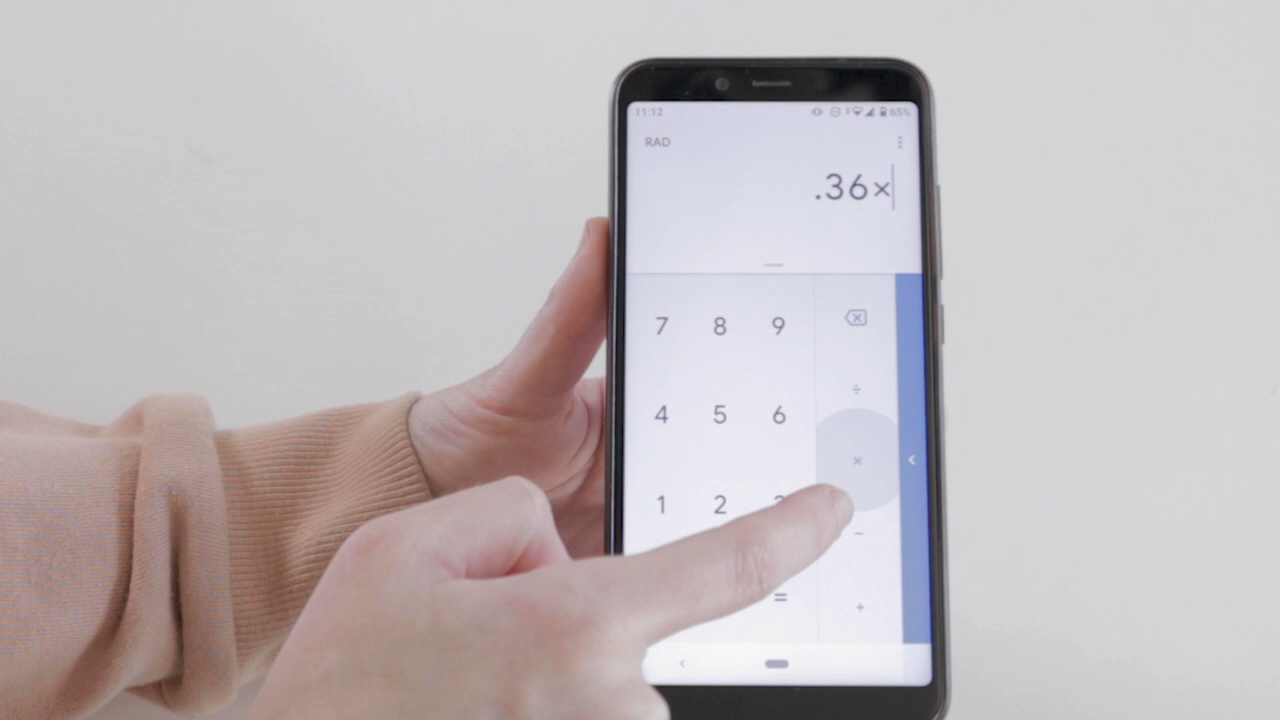 11:12 65%
RAD
.36×
7 8 9
÷
4 5 6
×
1 2
−
=
+